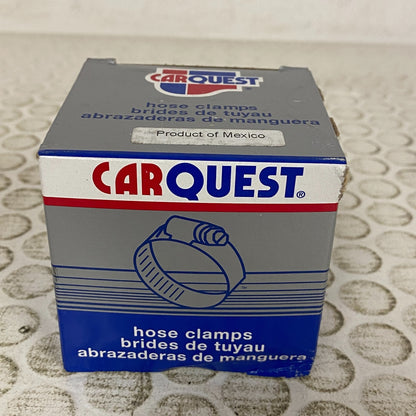 CARQUEST
hose clamps
brides de tuyau
abrazaderas de manguera
Product of Mexico
CARQUEST®
hose clamps
brides de tuyau
abrazaderas de manguera